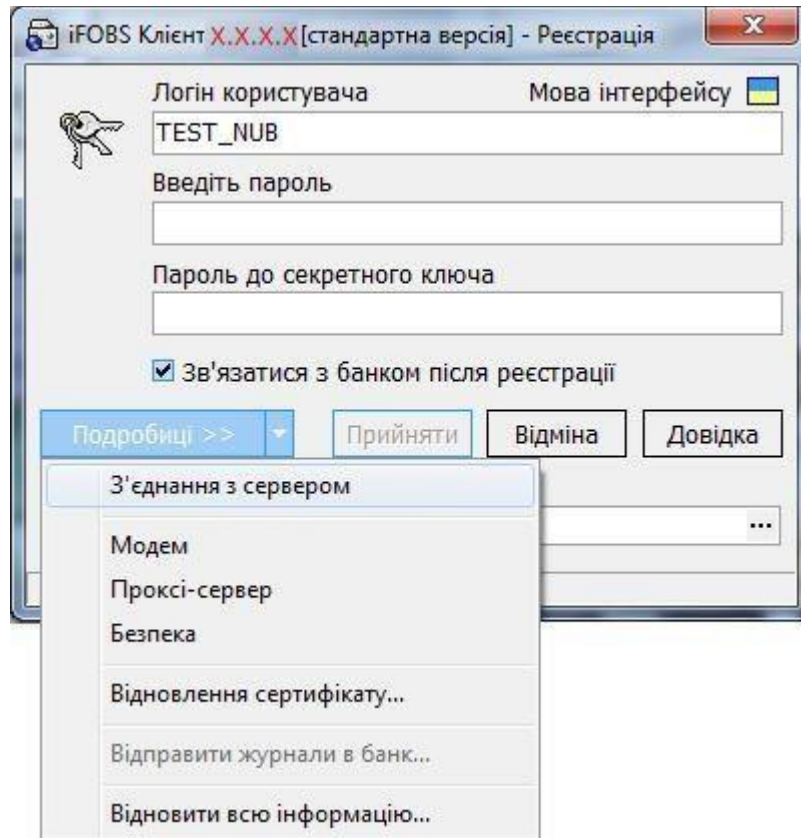 iFOBS Клієнт X.X.X.X [стандартна версія] - Реєстрація
Логін користувача Мова інтерфейсу
TEST_NUB
Введіть пароль
Пароль до секретного ключа
Зв'язатися з банком після реєстрації
Подробиці >> Прийняти Відміна Довідка
З'єднання з сервером
...
Модем
Проксі-сервер
Безпека
Відновлення сертифікату...
Відправити журнали в банк...
Відновити всю інформацію...